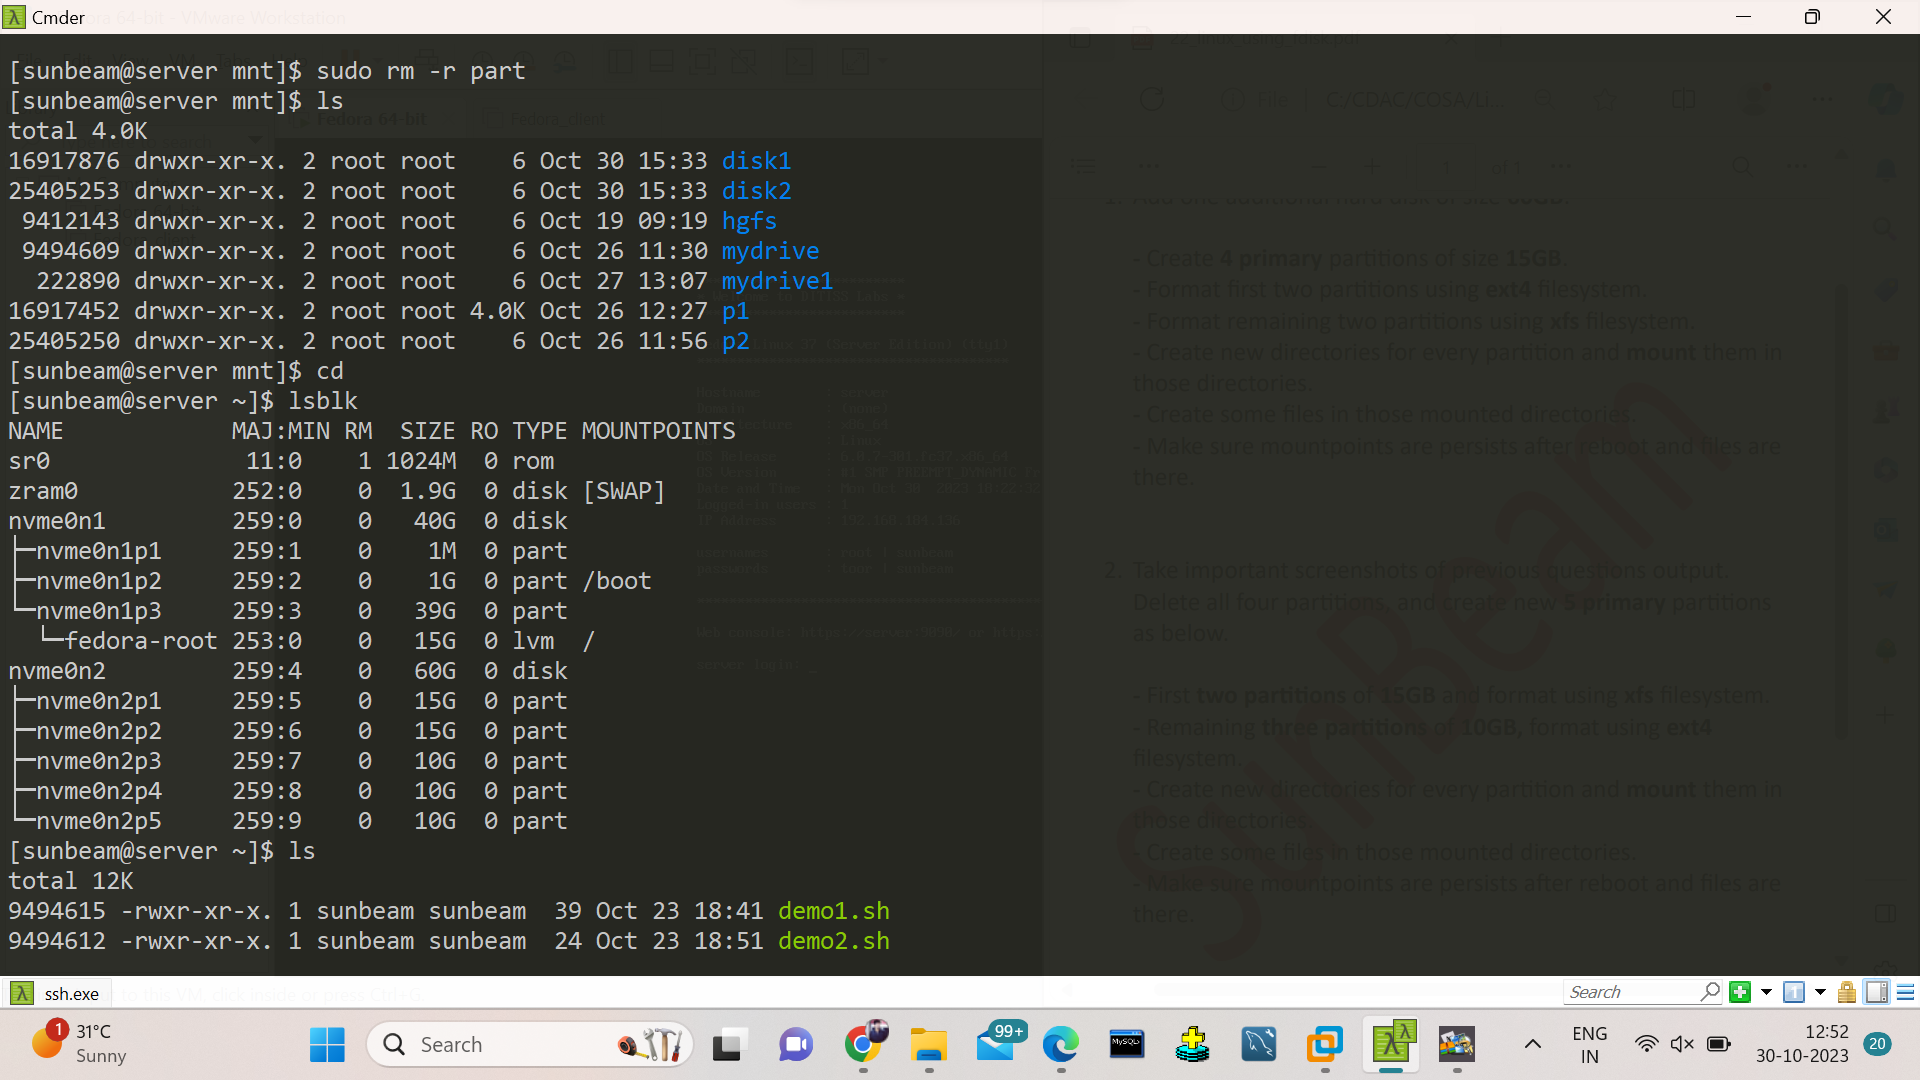 Cmder
[sunbeam@server mnt]$ sudo rm -r part
[sunbeam@server mnt]$ ls
total 4.0K
16917876 drwxr-xr-x. 2 root root    6 Oct 30 15:33 disk1
25405253 drwxr-xr-x. 2 root root    6 Oct 30 15:33 disk2
 9412143 drwxr-xr-x. 2 root root    6 Oct 19 09:19 hgfs
 9494609 drwxr-xr-x. 2 root root    6 Oct 26 11:30 mydrive
  222890 drwxr-xr-x. 2 root root    6 Oct 27 13:07 mydrive1
16917452 drwxr-xr-x. 2 root root 4.0K Oct 26 12:27 p1
25405250 drwxr-xr-x. 2 root root    6 Oct 26 11:56 p2
[sunbeam@server mnt]$ cd
[sunbeam@server ~]$ lsblk
NAME            MAJ:MIN RM   SIZE RO TYPE MOUNTPOINTS
sr0              11:0    1 1024M  0 rom
zram0           252:0    0  1.9G  0 disk [SWAP]
nvme0n1         259:0    0   40G  0 disk
├─nvme0n1p1     259:1    0    1M  0 part
├─nvme0n1p2     259:2    0    1G  0 part /boot
└─nvme0n1p3     259:3    0   39G  0 part
  └─fedora-root 253:0    0   15G  0 lvm  /
nvme0n2         259:4    0   60G  0 disk
├─nvme0n2p1     259:5    0   15G  0 part
├─nvme0n2p2     259:6    0   15G  0 part
├─nvme0n2p3     259:7    0   10G  0 part
├─nvme0n2p4     259:8    0   10G  0 part
└─nvme0n2p5     259:9    0   10G  0 part
[sunbeam@server ~]$ ls
total 12K
9494615 -rwxr-xr-x. 1 sunbeam sunbeam  39 Oct 23 18:41 demo1.sh
9494612 -rwxr-xr-x. 1 sunbeam sunbeam  24 Oct 23 18:51 demo2.sh
Fedora 64-bit
Fedora_client
File
C:/CDAC/COSA/Li...
- Create 4 primary partitions of size 15GB.
- Format first two partitions using ext4 filesystem.
- Format remaining two partitions using xfs filesystem.
- Create new directories for every partition and mount them in
those directories.
- Create some files in those mounted directories.
- Make sure mountpoints are persists after reboot and files are
there.
2. Take important screenshots of previous questions output.
Delete all four partitions, and create new 5 primary partitions
as below.
- First two partitions of 15GB and format using xfs filesystem.
- Remaining three partitions of 10GB, format using ext4
filesystem.
- Create new directories for every partition and mount them in
those directories.
- Create some files in those mounted directories.
- Make sure mountpoints are persists after reboot and files are
there.
SunBeam
ssh.exe
Search
1
31°C
Sunny
Search
99+
MySQL
ENG
IN
12:52
30-10-2023
20